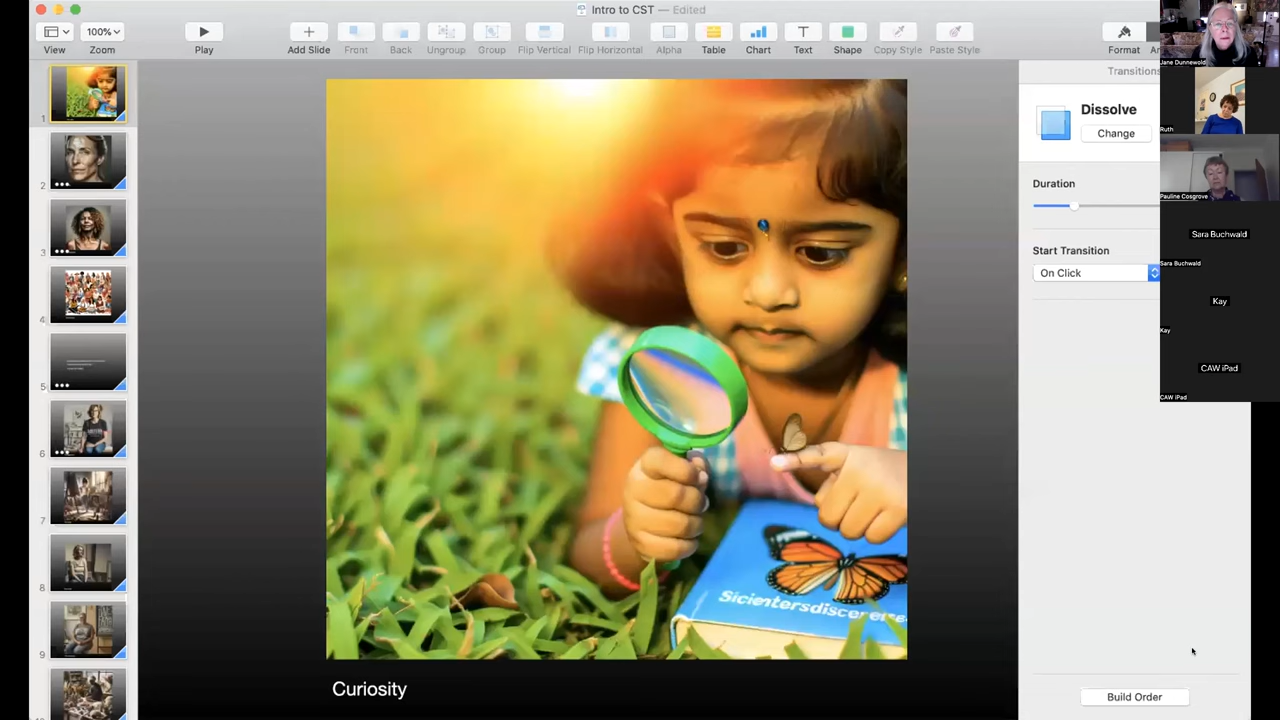 Intro to CST — Edited
View
100%
Zoom
Play
Add Slide
Front
Back
Ungroup
Group
Flip Vertical
Flip Horizontal
Alpha
Table
Chart
Text
Shape
Copy Style
Paste Style
Format
Transitions
Dissolve
Change
Duration
Start Transition
On Click
Build Order
1
2
3
4
5
6
7
8
9
Sicientersdiscerere
Curiosity
Jane Dunnewold
Ruth
Pauline Cosgrove
Sara Buchwald
Sara Buchwald
Kay
Kay
CAW iPad
CAW iPad